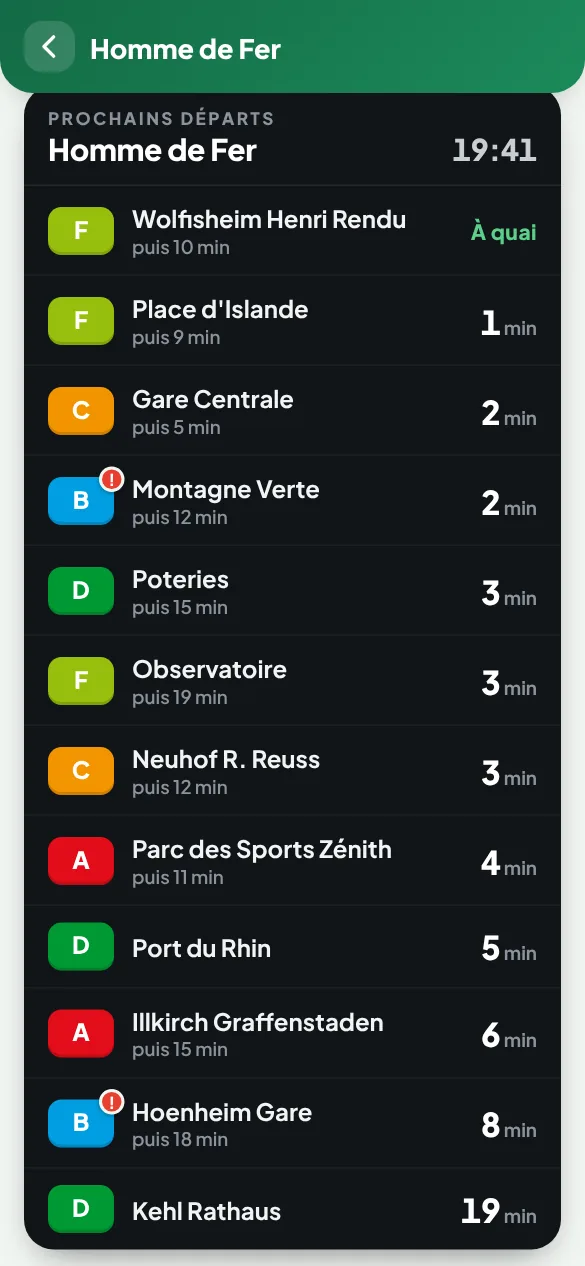 Homme de Fer
PROCHAINS DÉPARTS
Homme de Fer 19:41
F Wolfisheim Henri Rendu À quai
puis 10 min
F Place d'Islande 1 min
puis 9 min
C Gare Centrale 2 min
puis 5 min
B ! Montagne Verte 2 min
puis 12 min
D Poteries 3 min
puis 15 min
F Observatoire 3 min
puis 19 min
C Neuhof R. Reuss 3 min
puis 12 min
A Parc des Sports Zénith 4 min
puis 11 min
D Port du Rhin 5 min
A Illkirch Graffenstaden 6 min
puis 15 min
B ! Hoenheim Gare 8 min
puis 18 min
D Kehl Rathaus 19 min